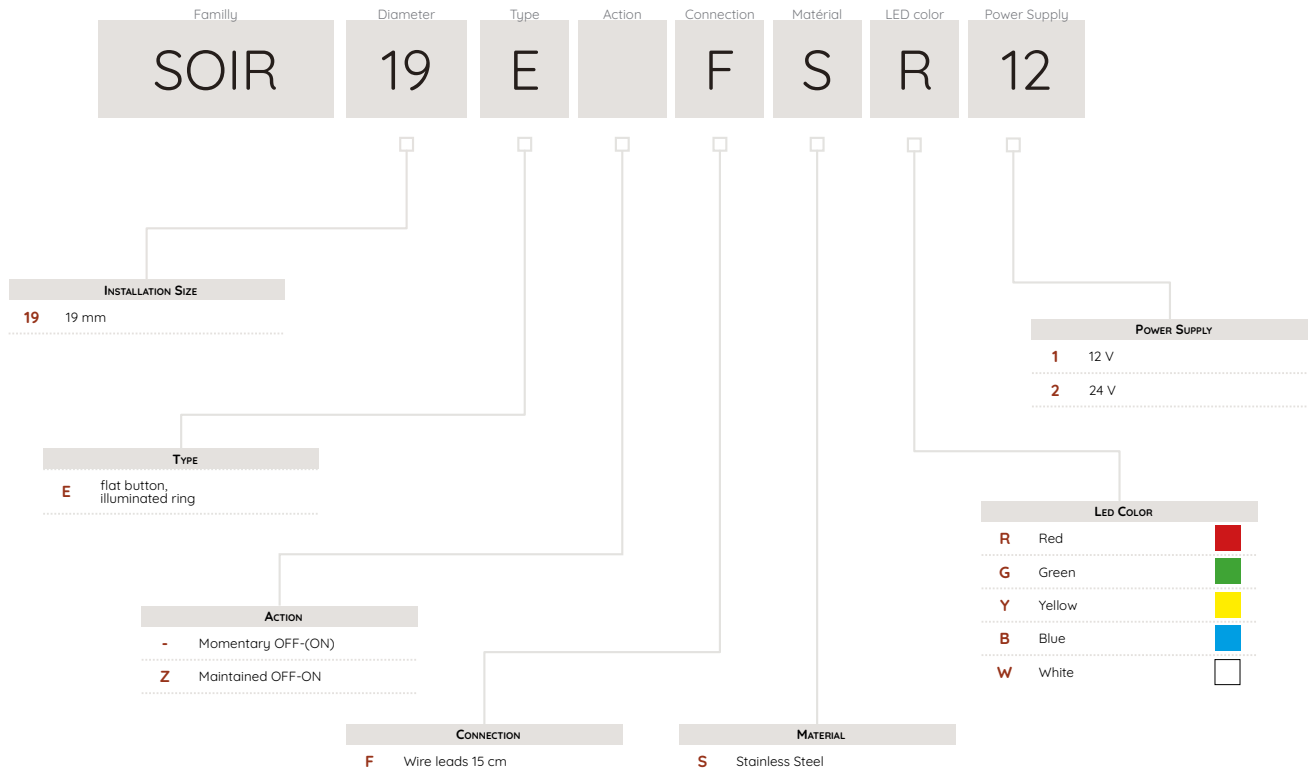 Familly Diameter Type Action Connection Matérial LED color Power Supply
SOIR 19 E F S R 12
Installation Size
19 19 mm
Power Supply
1 12 V
2 24 V
Type
E flat button,
illuminated ring
Led Color
R Red
G Green
Y Yellow
B Blue
W White
Action
- Momentary OFF-(ON)
Z Maintained OFF-ON
Connection
F Wire leads 15 cm
Material
S Stainless Steel